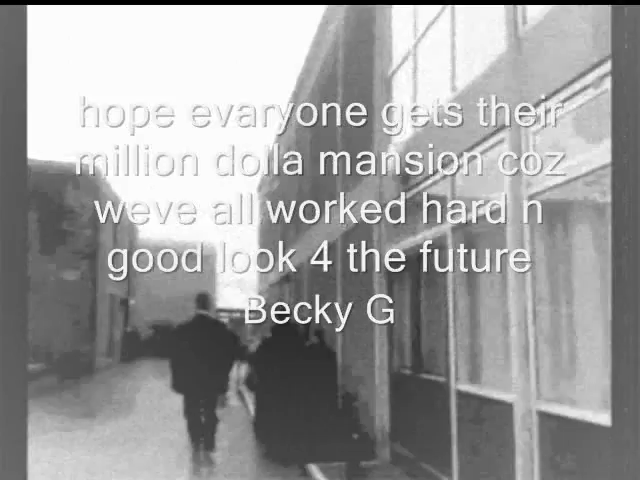 hope evaryone gets their
million dolla mansion coz
weve all worked hard n
good look 4 the future
Becky G